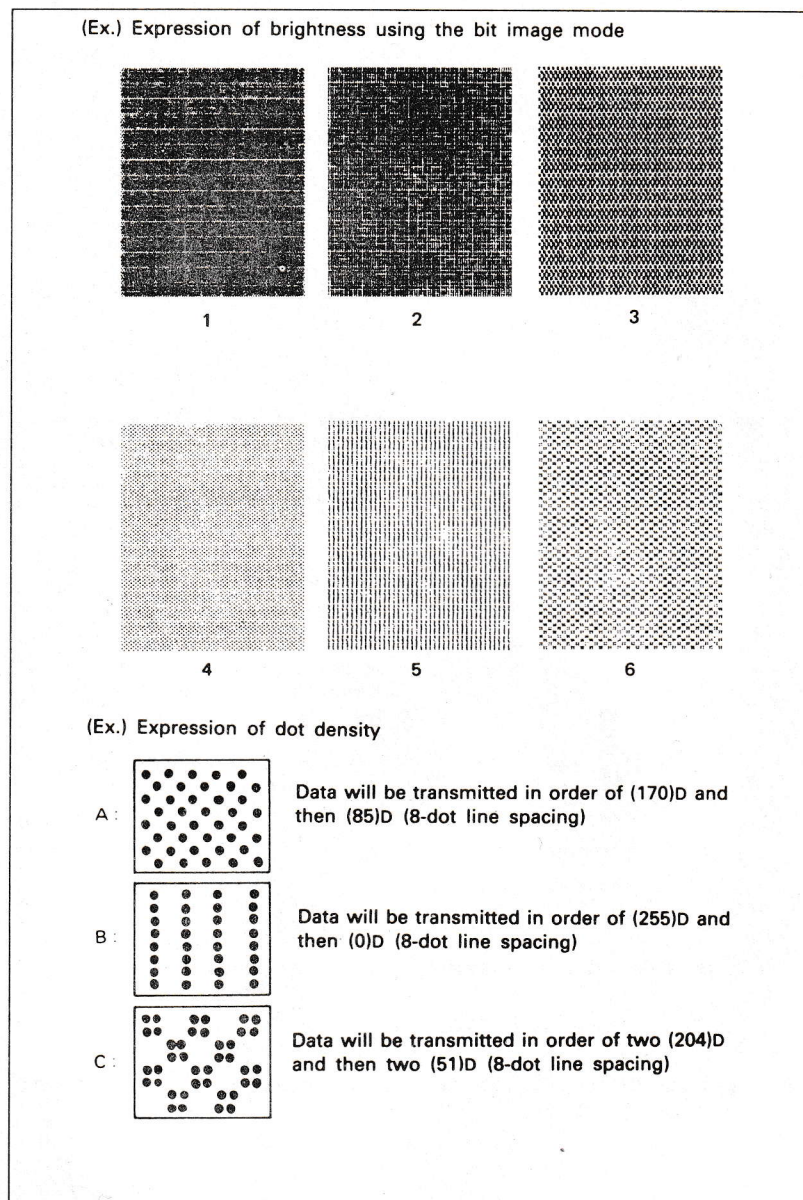 (Ex.) Expression of brightness using the bit image mode
1
2
3
4
5
6
(Ex.) Expression of dot density
A :
Data will be transmitted in order of (170)D and
then (85)D (8-dot line spacing)
B :
Data will be transmitted in order of (255)D and
then (0)D (8-dot line spacing)
C :
Data will be transmitted in order of two (204)D
and then two (51)D (8-dot line spacing)